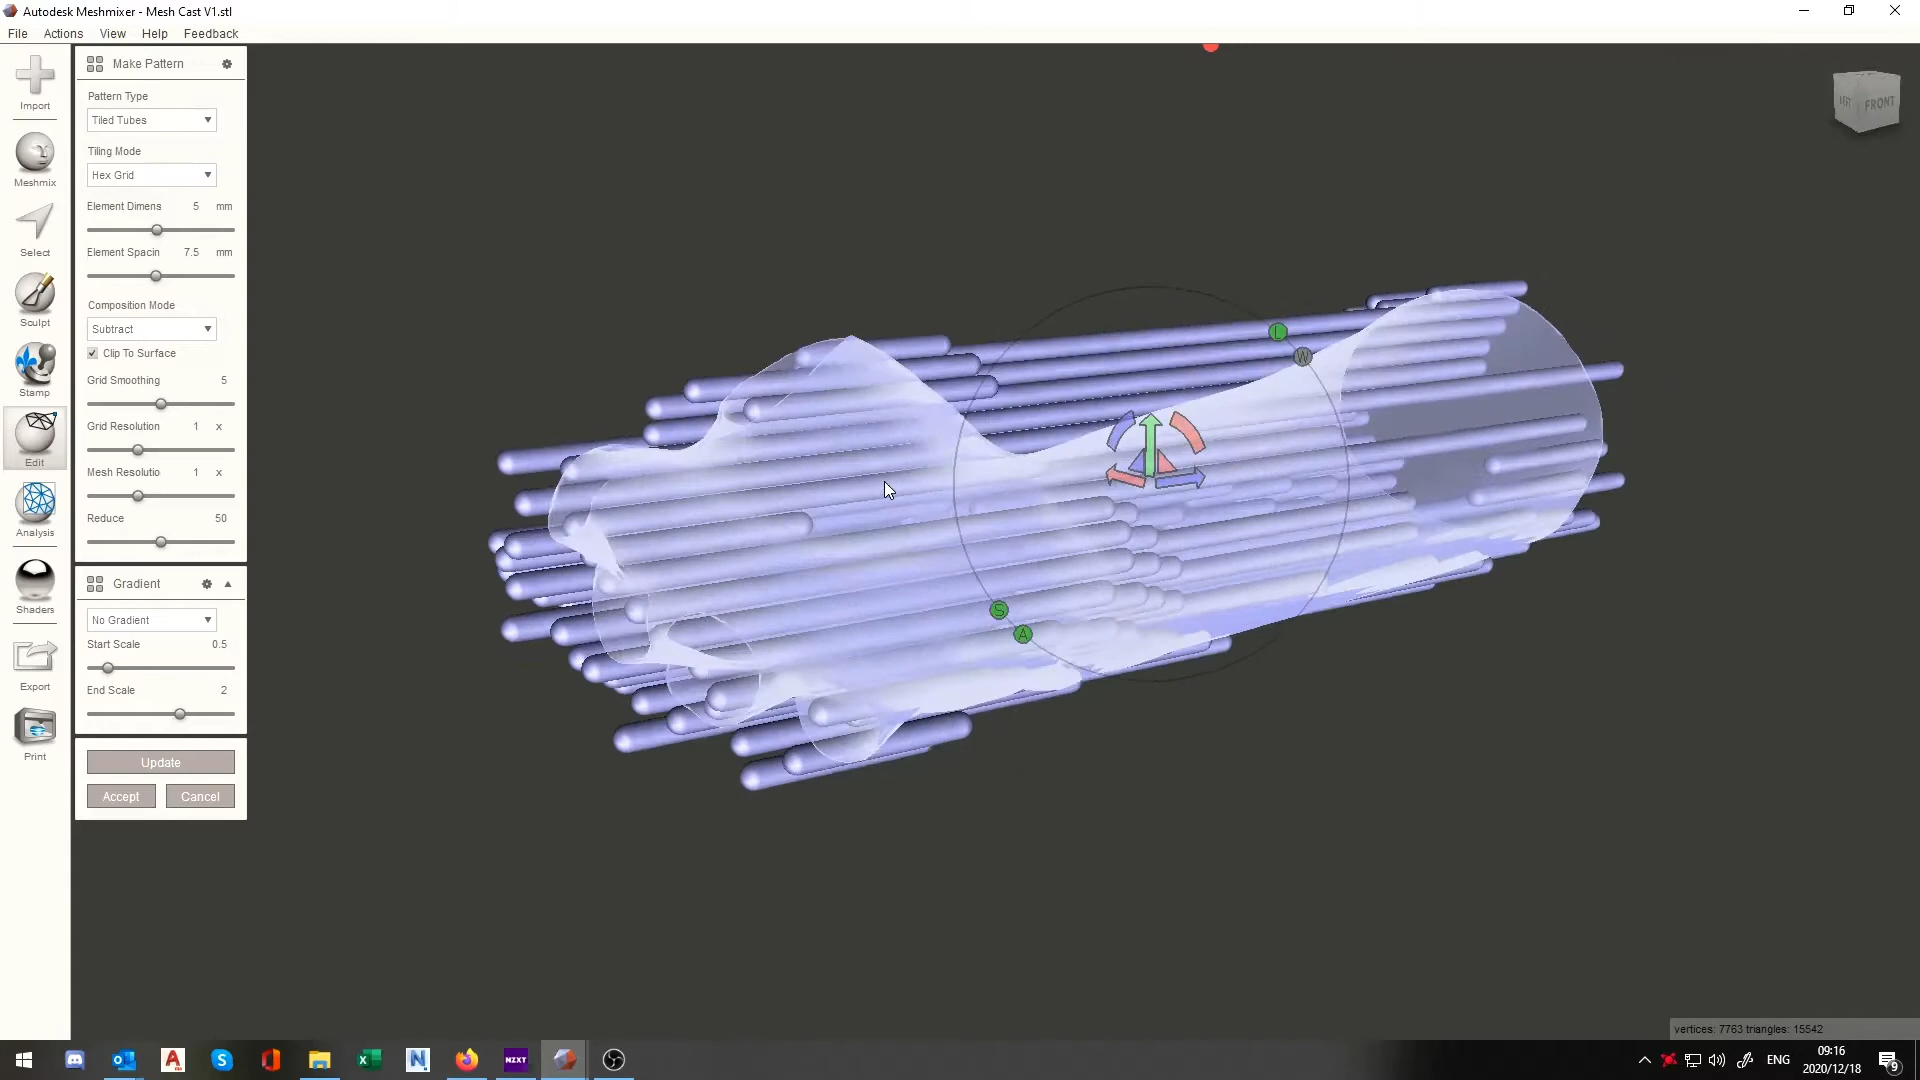 Autodesk Meshmixer - Mesh Cast V1.stl
File Actions View Help Feedback
Import
Meshmix
Select
Sculpt
Stamp
Edit
Analysis
Shaders
Export
Print
Make Pattern
Pattern Type
Tiled Tubes
Tiling Mode
Hex Grid
Element Dimens 5 mm
Element Spacin 7.5 mm
Composition Mode
Subtract
Clip To Surface
Grid Smoothing 5
Grid Resolution 1 x
Mesh Resolutio 1 x
Reduce 50
Gradient
No Gradient
Start Scale 0.5
End Scale 2
Update
Accept Cancel
LEFT FRONT
L
W
S
A
vertices: 7763 triangles: 15542
NZXT
ENG
09:16
2020/12/18
9